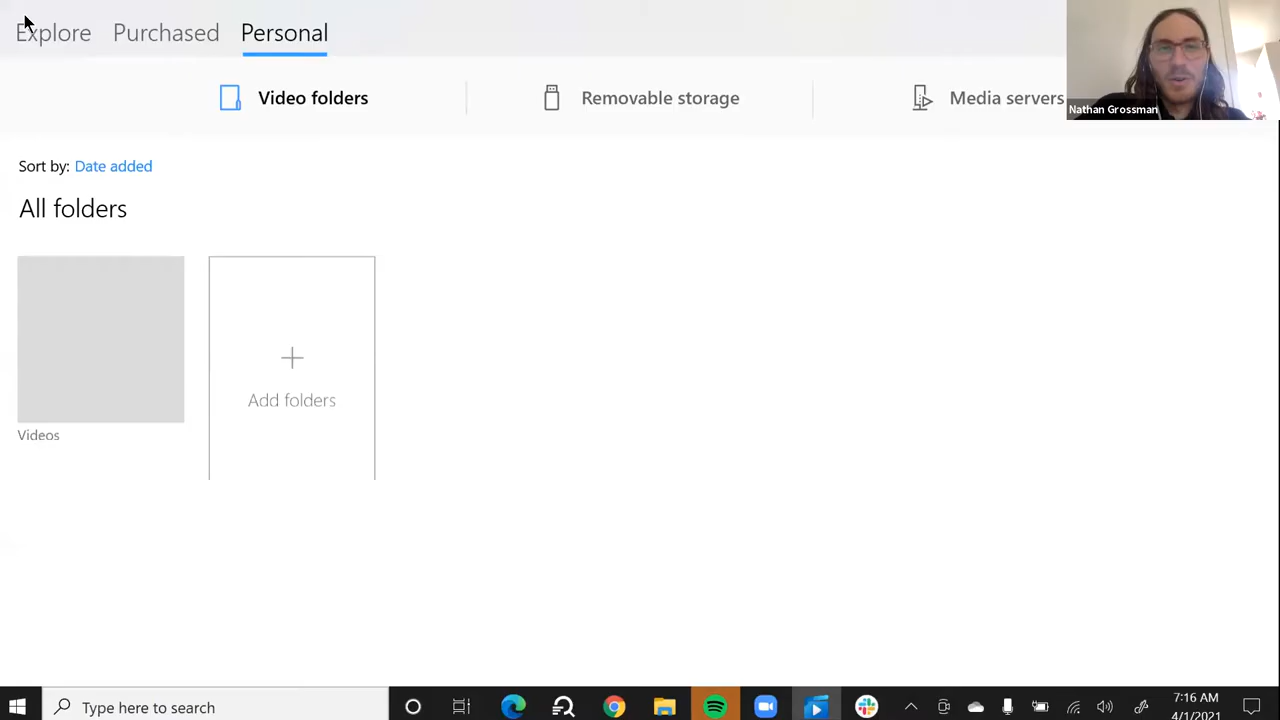 Explore Purchased Personal
Video folders Removable storage Media servers
Nathan Grossman
Sort by: Date added
All folders
Add folders
Videos
Type here to search
7:16 AM
4/1/2021